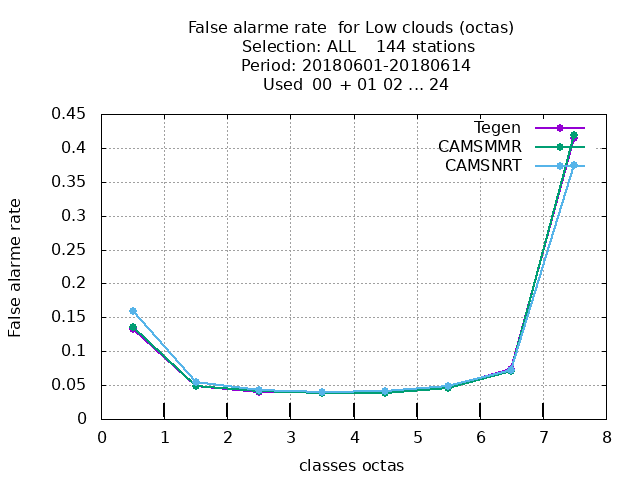 False alarme rate  for Low clouds (octas)
Selection: ALL    144 stations
Period: 20180601-20180614
Used  00  + 01 02 ... 24
0.45
0.4
0.35
0.3
0.25
0.2
0.15
0.1
0.05
0
False alarme rate
Tegen
CAMSMMR
CAMSNRT
0 1 2 3 4 5 6 7 8
classes octas